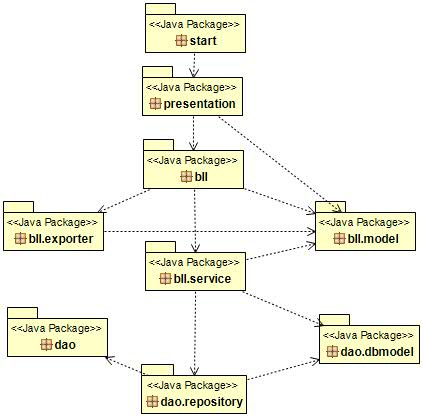 <<Java Package>>
start
<<Java Package>>
presentation
<<Java Package>>
bll
<<Java Package>>
bll.exporter
<<Java Package>>
bll.model
<<Java Package>>
bll.service
<<Java Package>>
dao
<<Java Package>>
dao.dbmodel
<<Java Package>>
dao.repository